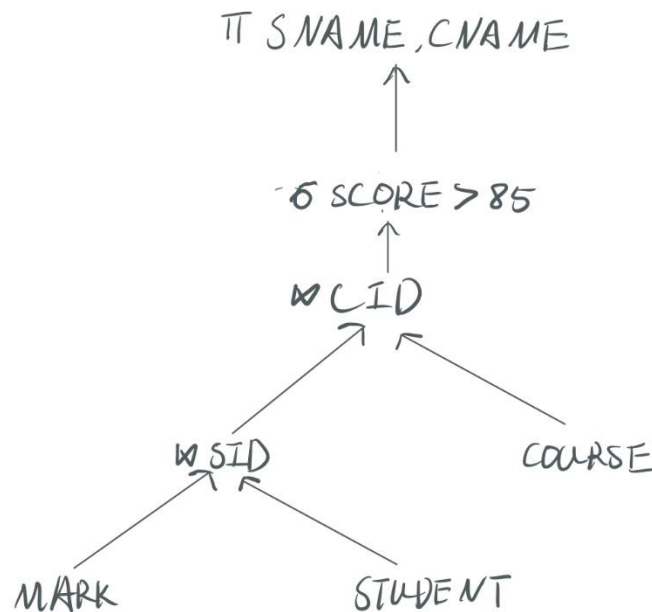 π SNAME, CNAME
σ SCORE > 85
⋈ CID
⋈ SID
COURSE
MARK
STUDENT